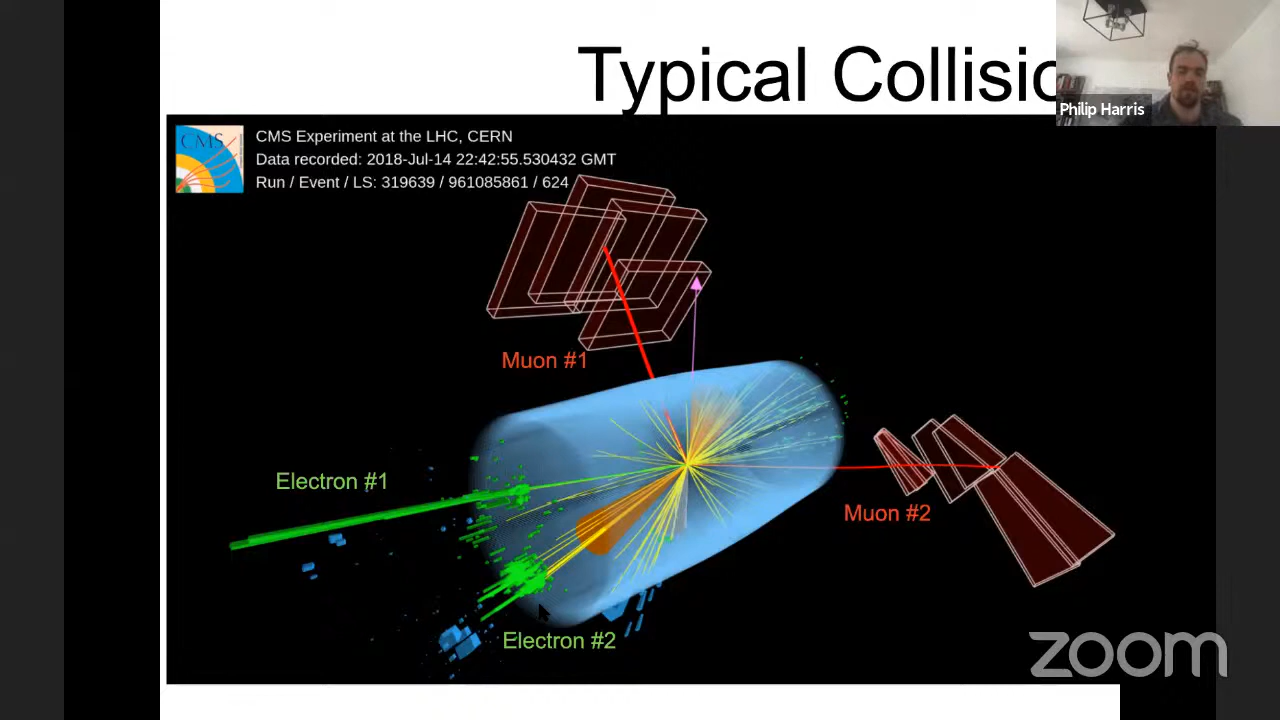 Typical Collisio
Philip Harris
CMS
CMS Experiment at the LHC, CERN
Data recorded: 2018-Jul-14 22:42:55.530432 GMT
Run / Event / LS: 319639 / 961085861 / 624
Muon #1
Electron #1
Muon #2
Electron #2
zoom